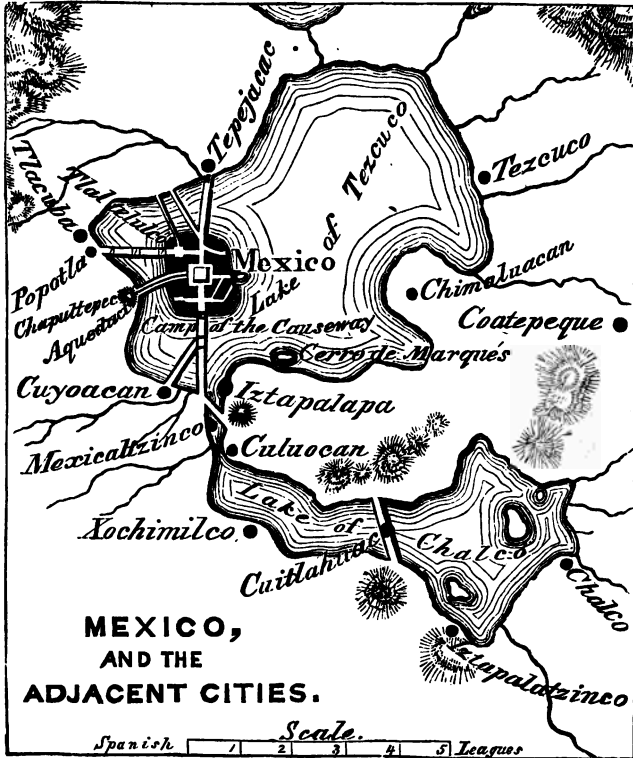 Tepejacac
Tlacuba
Tlaltelulco
Lake of Tezcuco
Tezcuco
Popotla
Mexico
Chapultepec
Aqueduct
Chimaluacan
Camp of the Causeway
Coatepeque
Cerro de Marqués
Cuyoacan
Iztapalapa
Mexicaltzinco
Culuocan
Lake of Chalco
Xochimilco
Cuitlahuac
Chalco
Iztapalatzinco
MEXICO,
AND THE
ADJACENT CITIES.
Scale.
Spanish 1 2 3 4 5 Leagues